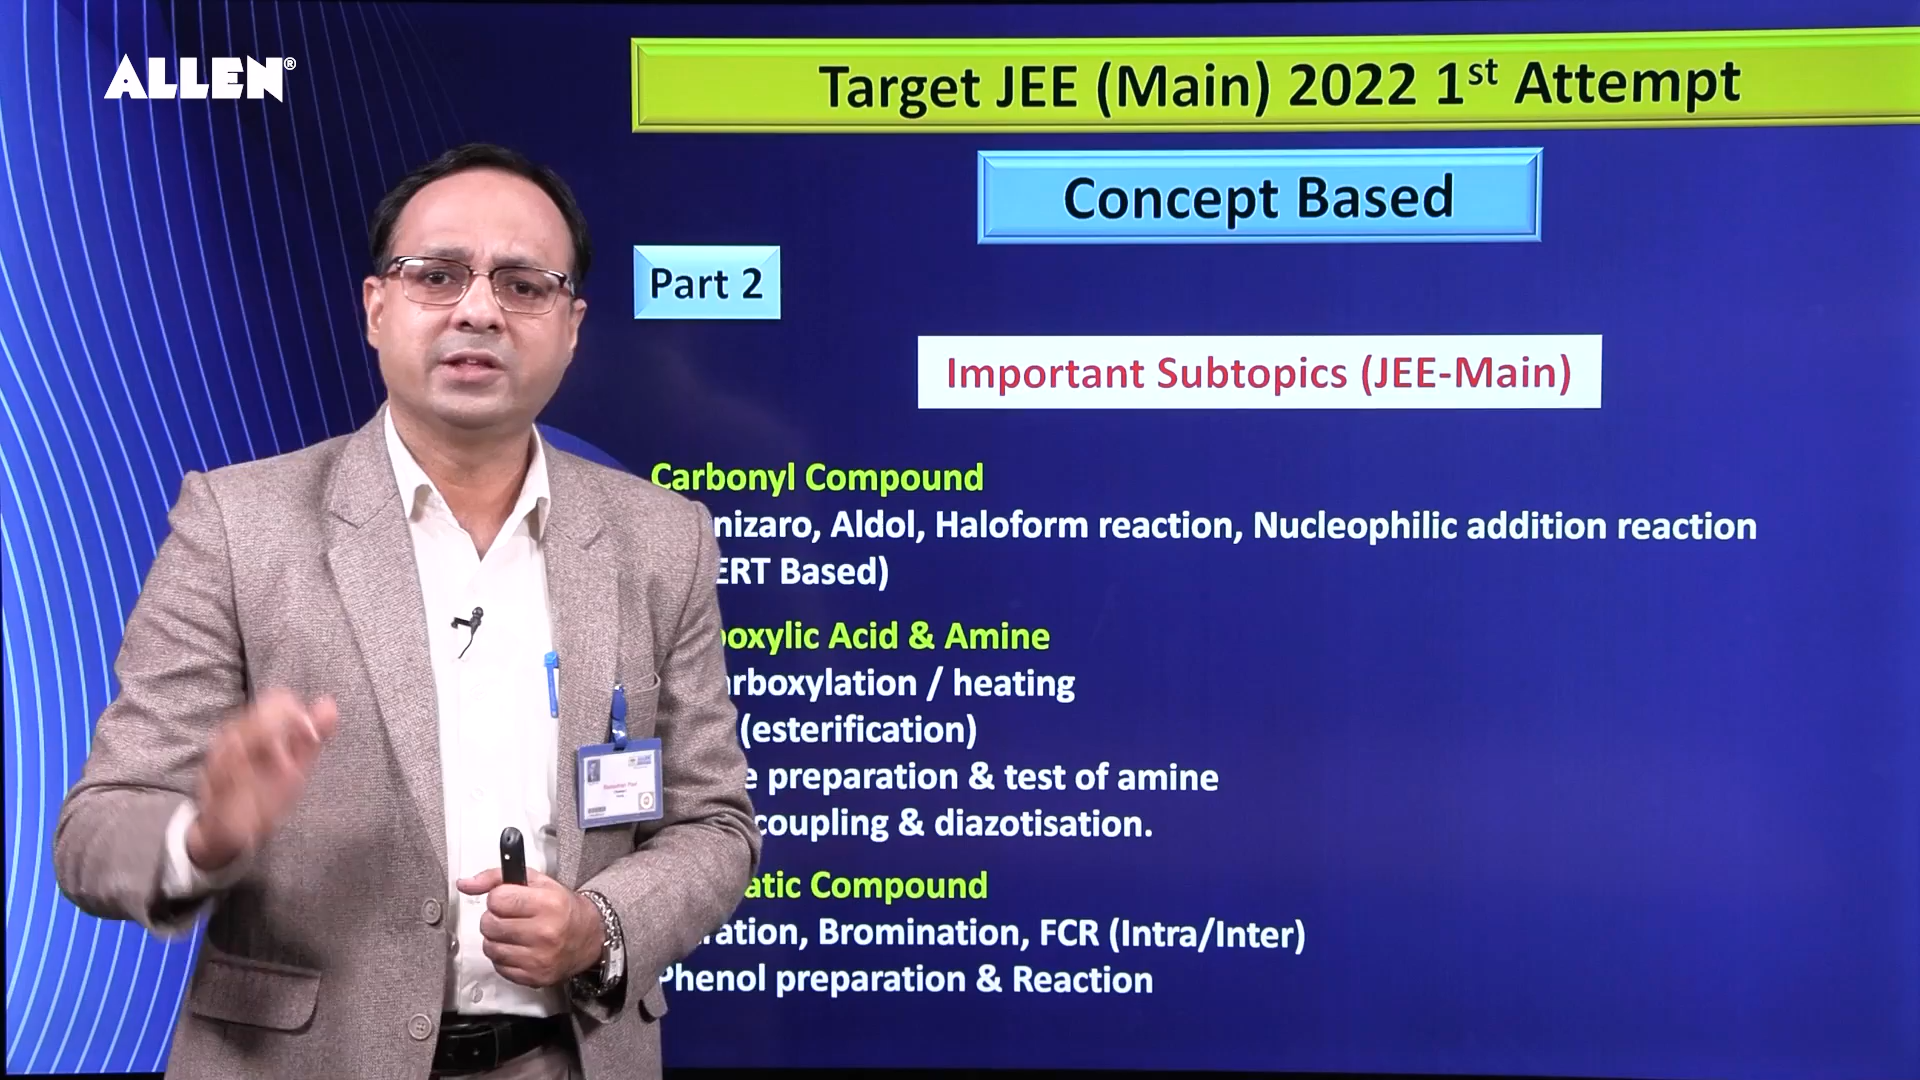 ALLEN®
Target JEE (Main) 2022 1st Attempt
Concept Based
Part 2
Important Subtopics (JEE-Main)
Carbonyl Compound
nizaro, Aldol, Haloform reaction, Nucleophilic addition reaction
ERT Based)
oxylic Acid & Amine
rboxylation / heating
(esterification)
e preparation & test of amine
coupling & diazotisation.
atic Compound
ration, Bromination, FCR (Intra/Inter)
Phenol preparation & Reaction